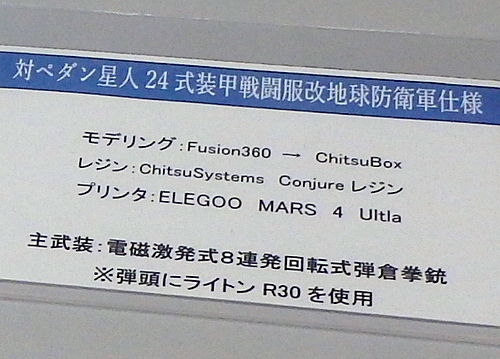 対ペダン星人24式装甲戦闘服改地球防衛軍仕様
モデリング:Fusion360 → ChitsuBox
レジン:ChitsuSystems Conjure レジン
プリンタ:ELEGOO MARS 4 Ultla
主武装:電磁激発式8連発回転式弾倉拳銃
※弾頭にライトン R30 を使用